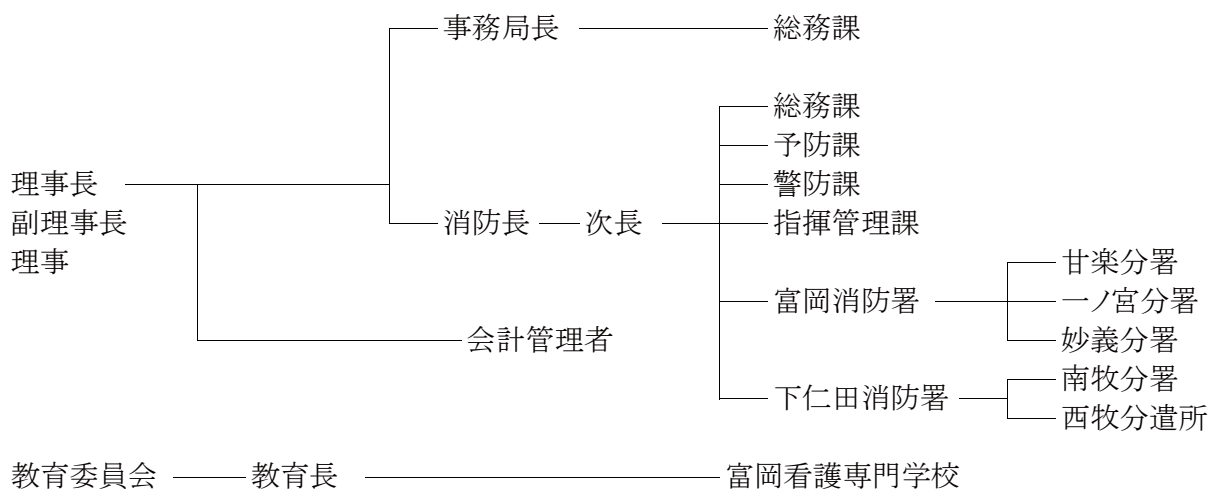 事務局長 総務課
総務課
予防課
理事長 警防課
副理事長 消防長 次長 指揮管理課
理事 甘楽分署
富岡消防署 一ノ宮分署
会計管理者 妙義分署
南牧分署
下仁田消防署
西牧分遣所
教育委員会 教育長 富岡看護専門学校